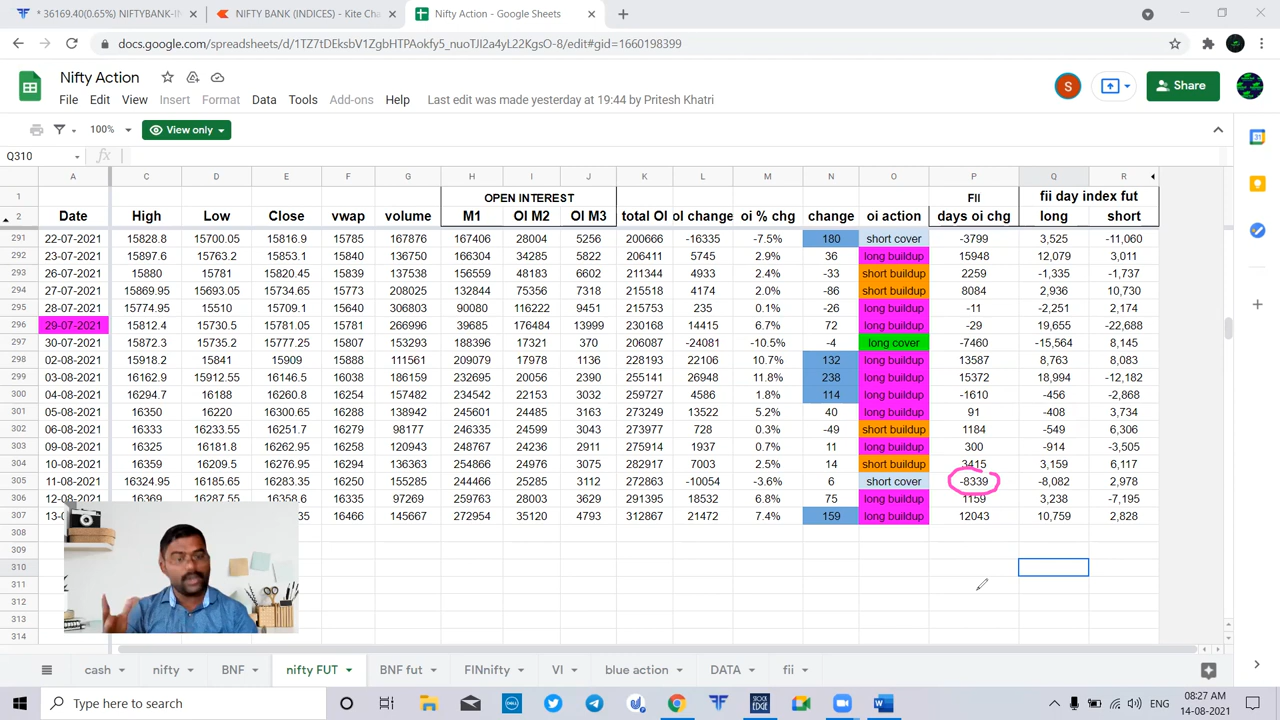 * 36169.40(0.65%) NIFTYBANK-IN
NIFTY BANK (INDICES) - Kite Cha
Nifty Action - Google Sheets
docs.google.com/spreadsheets/d/1TZ7tDEksbV1ZgbHTPAokfy5_nuoTJI2a4yL22nEsO-8/edit#gid=1660198399
Nifty Action
S
Share
File Edit View Insert Format Data Tools Add-ons Help Last edit was made yesterday at 19:44 by Pritesh Khatri
100% View only
Q310 fx
A C D E F G H I J K L M N O P Q R
1 OPEN INTEREST FII fii day index fut
2 Date High Low Close vwap volume M1 OI M2 OI M3 total OI oI change oi % chg change oi action days oi chg long short
291 22-07-2021 15828.8 15700.05 15816.9 15785 167876 167406 28004 5256 200666 -16335 -7.5% 180 short cover -3799 3,525 -11,060
292 23-07-2021 15897.6 15763.2 15853.1 15840 136750 166304 34285 5822 206411 5745 2.9% 36 long buildup 15948 12,079 3,011
293 26-07-2021 15880 15781 15820.45 15839 137538 156559 48183 6602 211344 4933 2.4% -33 short buildup 2259 -1,335 -1,737
294 27-07-2021 15869 15693.05 15734.65 15773 208025 132844 75356 7318 215518 4174 2.0% -86 short buildup 8084 2,936 10,730
295 28-07-2021 15774.95 15510 15709.1 15640 306803 90080 116222 9451 215753 235 0.1% -26 long buildup -11 -2,251 2,174
296 29-07-2021 15812.4 15730.5 15781.05 15781 266996 39685 176484 13999 230168 14415 6.7% 72 long buildup -29 19,655 -22,688
297 30-07-2021 15872.3 15735.2 15777.25 15807 153293 188396 17321 370 206087 -24081 -10.5% -4 long cover -7460 -15,564 8,145
298 02-08-2021 15918.2 15841 15909 15895 111561 209079 17978 1136 228193 22106 10.7% 132 long buildup 13587 8,763 8,083
299 03-08-2021 16162.9 15912.55 16146.5 16038 186159 232695 20056 2390 255141 26948 11.8% 238 long buildup 15372 18,994 -12,182
300 04-08-2021 16294.7 16188 16260.8 16254 157482 234542 22153 3032 259727 4586 1.8% 114 long buildup -1610 -456 -2,868
301 05-08-2021 16350 16220 16300.65 16288 138942 245601 24485 3163 273249 13522 5.2% 40 long buildup 91 -408 3,734
302 06-08-2021 16337 16233.55 16251.7 16279 98177 246335 24599 3043 273977 728 0.3% -49 short buildup 1184 -549 6,306
303 09-08-2021 16323 16189 16262.95 16258 120943 248767 24236 2911 275914 1937 0.7% 11 long buildup 300 -914 -3,505
304 10-08-2021 16359 16209.5 16276.95 16294 136363 254866 24976 3075 282917 7003 2.5% 14 short buildup 3415 3,159 6,117
305 11-08-2021 16324.95 16185.65 16282.65 16250 155285 244466 25285 3112 272863 -10054 -3.6% 6 short cover -8339 -8,082 2,978
306 12-08-2021 16369 16287.55 16358.6 16337 97269 259763 28003 3629 291395 18532 6.8% 75 long buildup 1159 3,238 -7,195
307 13- 35 16466 145667 272954 35120 4793 312867 21472 7.4% 159 long buildup 12043 10,759 2,828
308
309
310
311
312
313
314
cash nifty BNF nifty FUT BNF fut FINnifty VI blue action DATA fii
Type here to search
DELL
STOCK EDGE
ENG
08:27 AM
14-08-2021